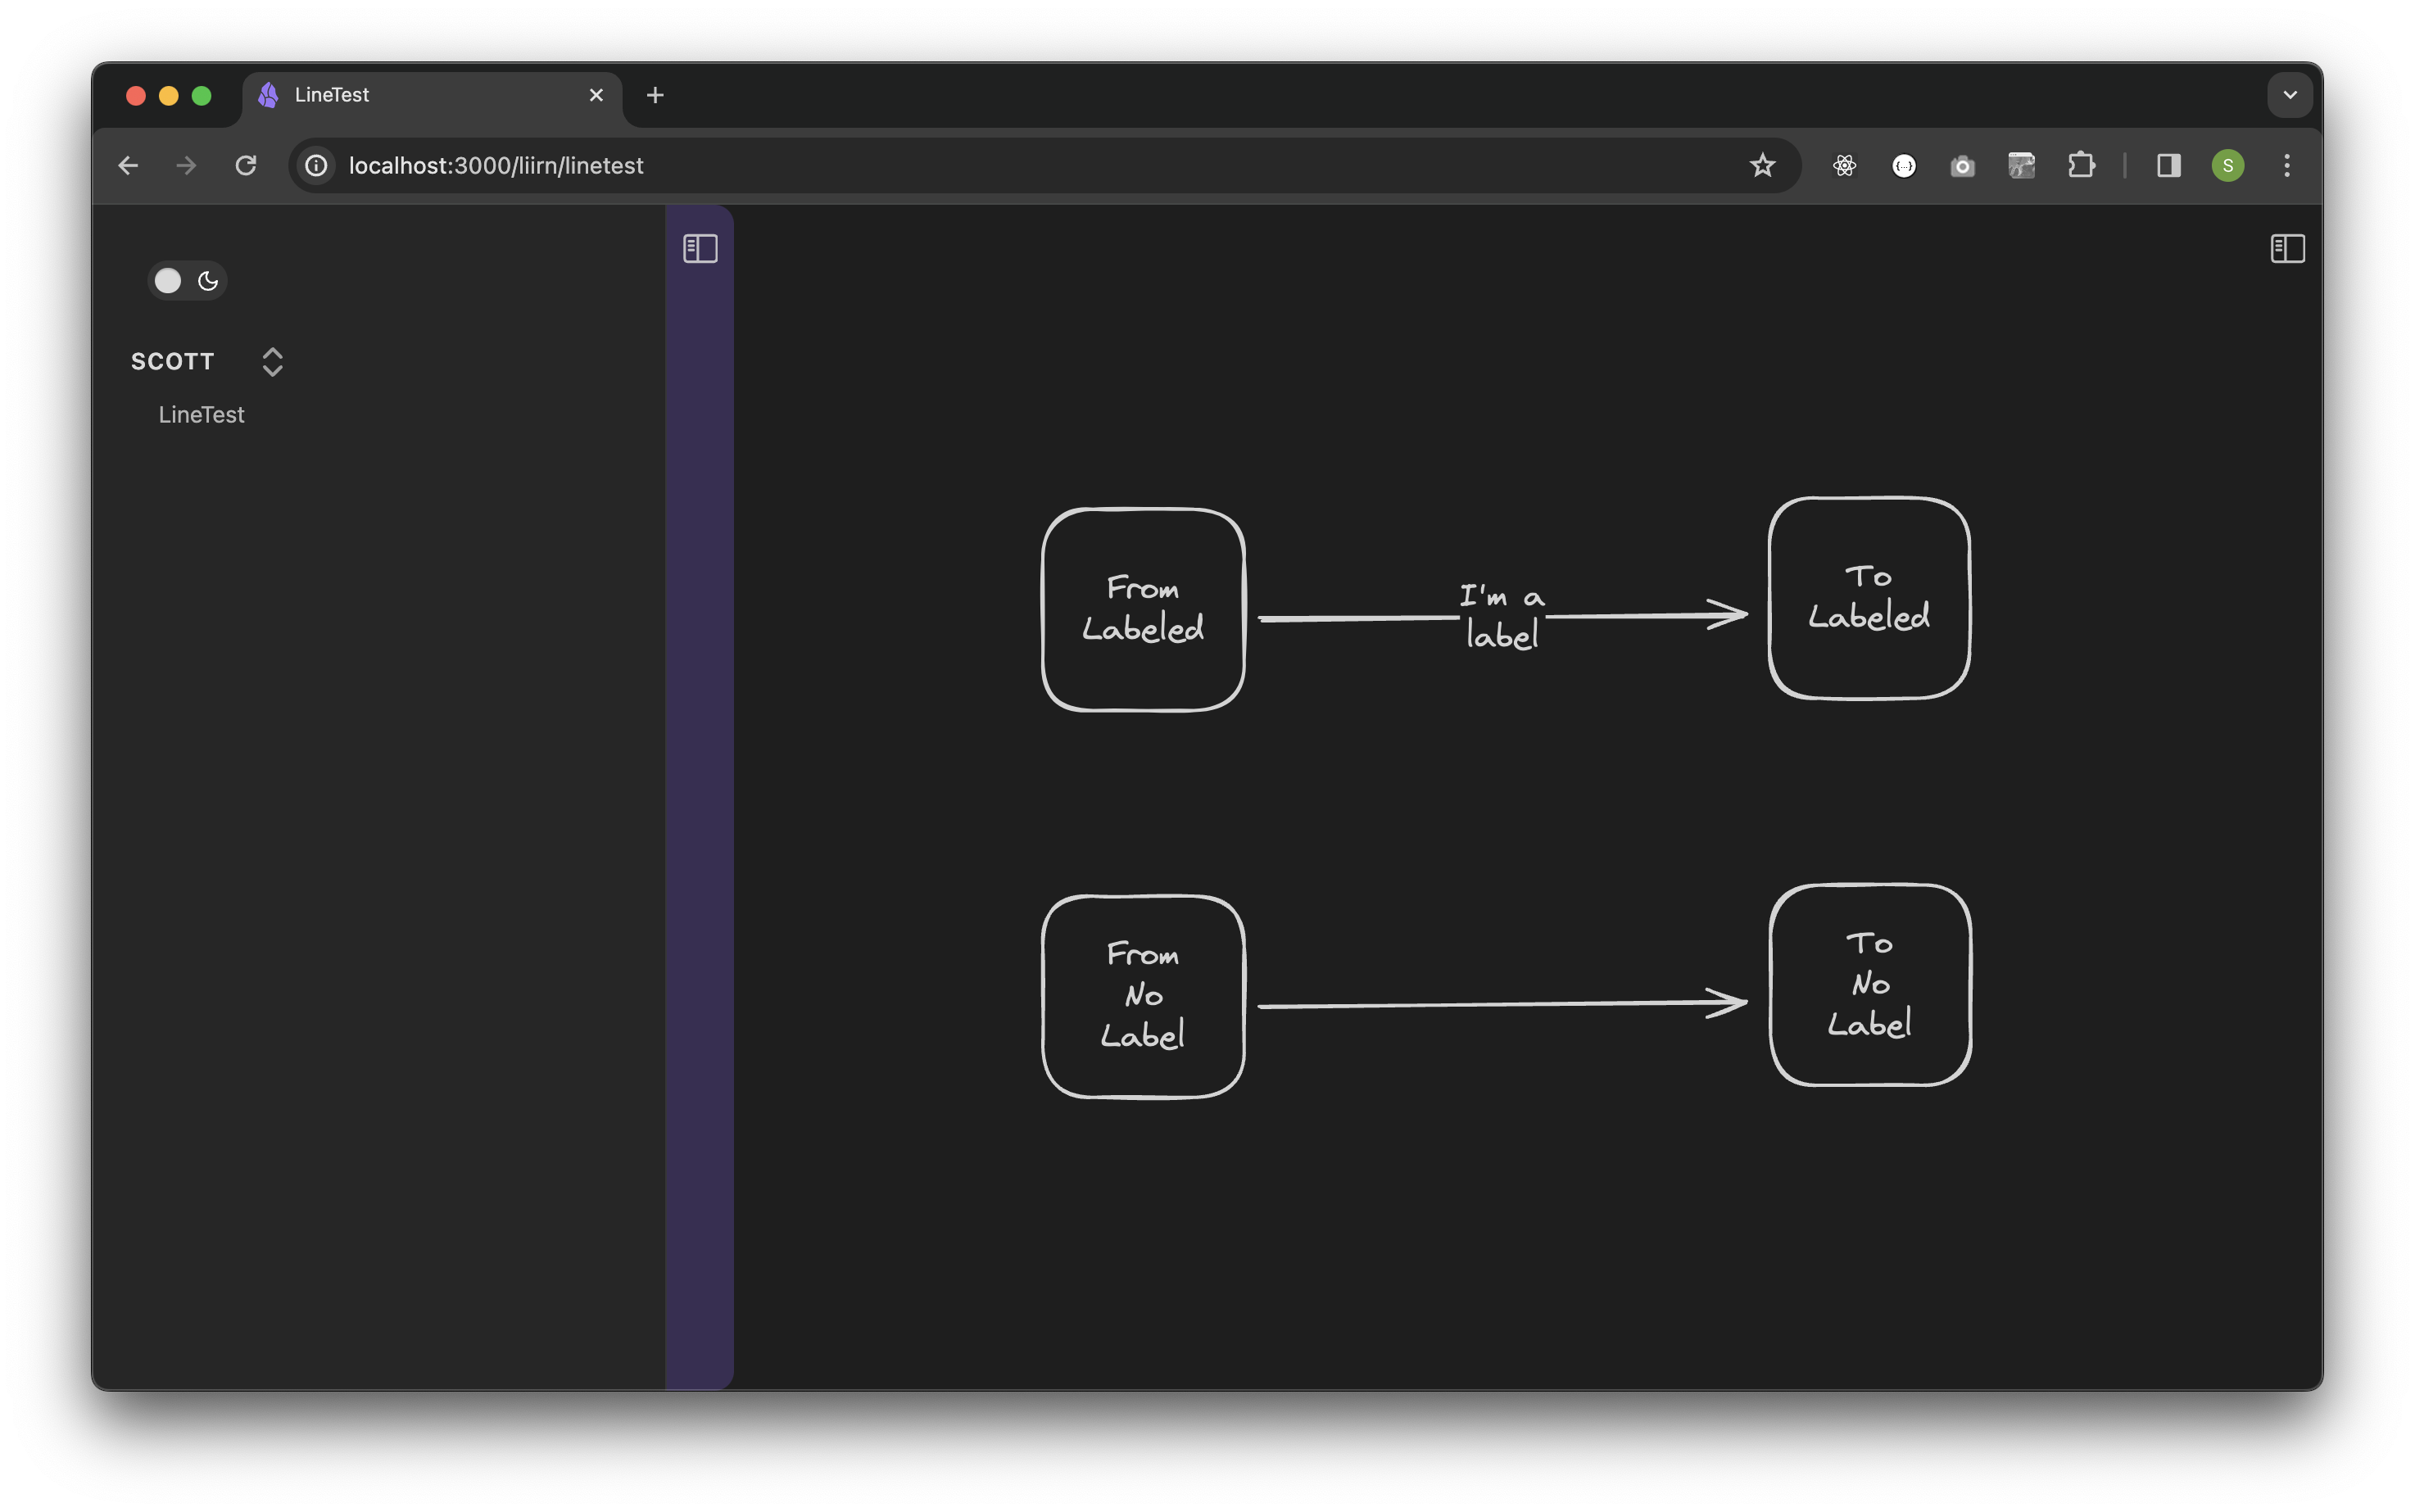 LineTest
localhost:3000/liirn/linetest
{...}
S
SCOTT
LineTest
From
Labeled
I'm a
label
To
Labeled
From
No
Label
To
No
Label